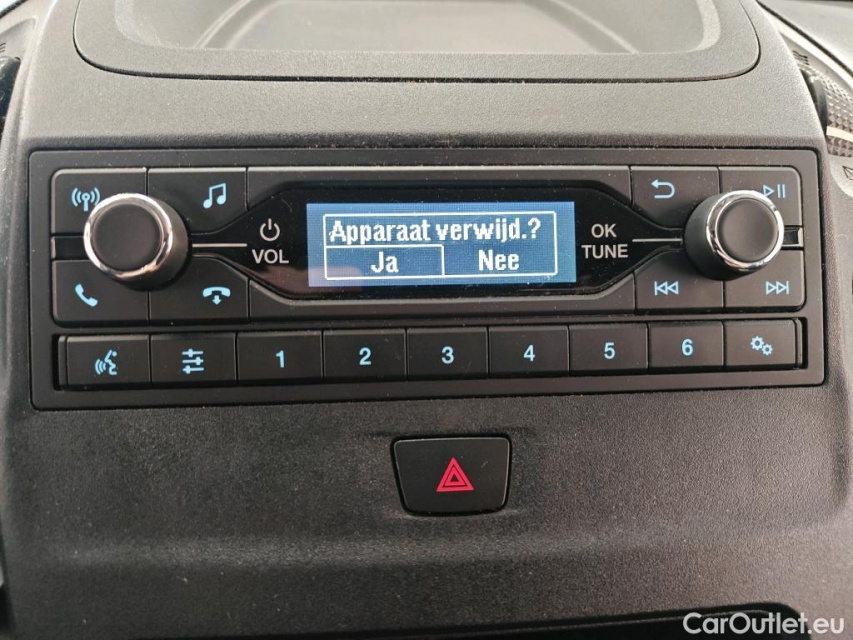 Apparaat verwijd.?
Ja Nee
VOL
OK
TUNE
1 2 3 4 5 6
CarOutlet.eu